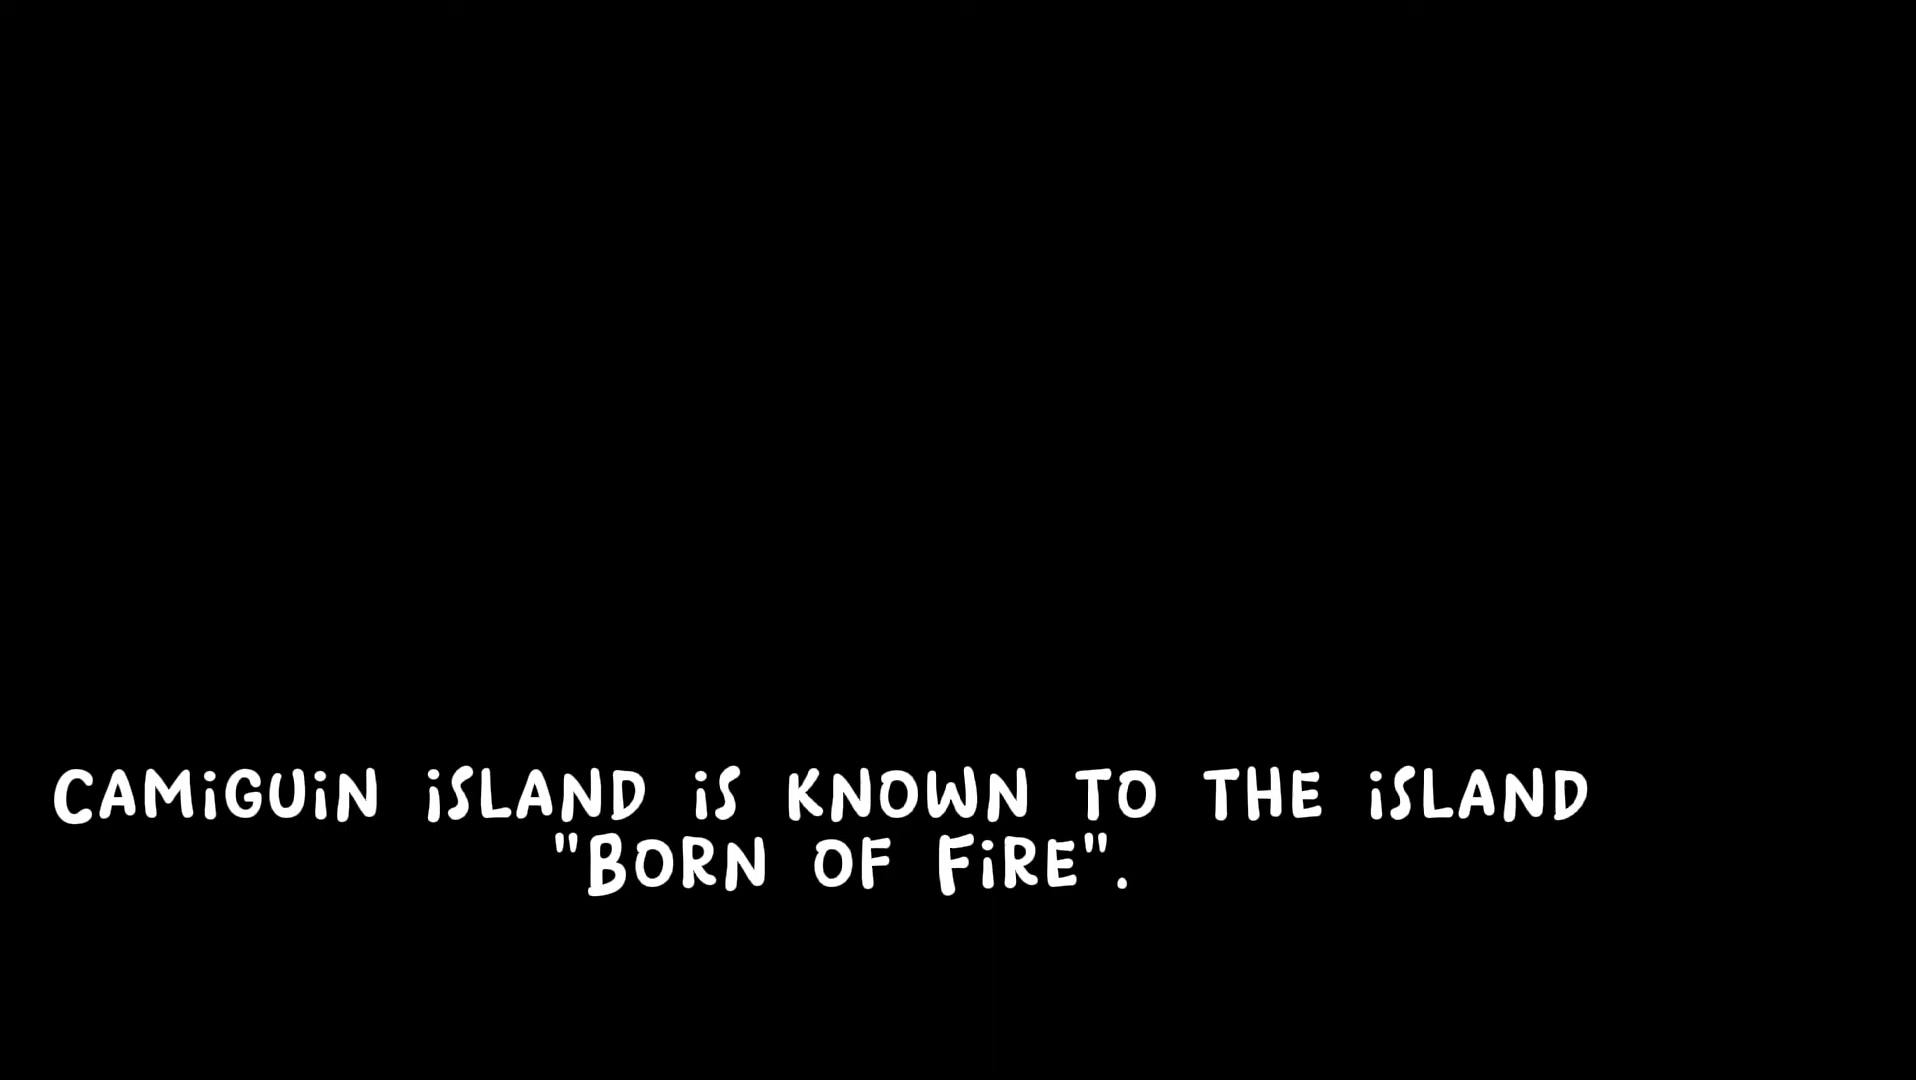 CAMiGUiN iSLAND iS KNOWN TO THE iSLAND
"BORN OF FiRE".